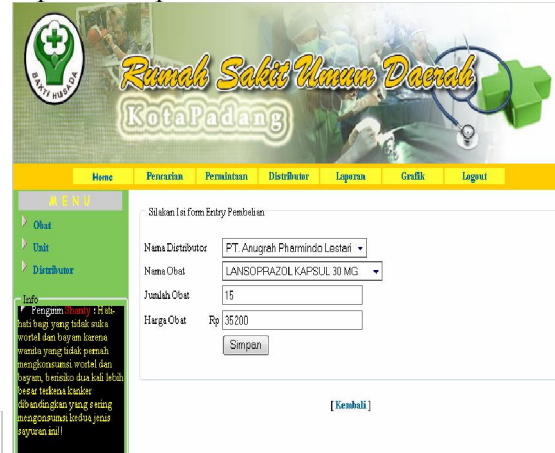 BAKTI HUSADA
Rumah Sakit Umum Daerah
KotaPadang
Home Pencarian Permintaan Distributor Laporan Grafik Logout
MENU
Obat
Unit
Distributor
Silakan Isi form Entry Pembelian
Nama Distributor PT. Anugrah Pharmindo Lestari
Nama Obat LANSOPRAZOL KAPSUL 30 MG
Jumlah Obat 15
Harga Obat Rp 35200
Simpan
[ Kembali ]
Info
Pengirim Shanty : Hati-
hati bagi yang tidak suka
wortel dan bayam karena
wanita yang tidak pernah
mengkonsumsi wortel dan
bayam, berisiko dua kali lebih
besar terkena kanker
dibandingkan yang sering
mengonsumsi kedua jenis
sayuran ini!!